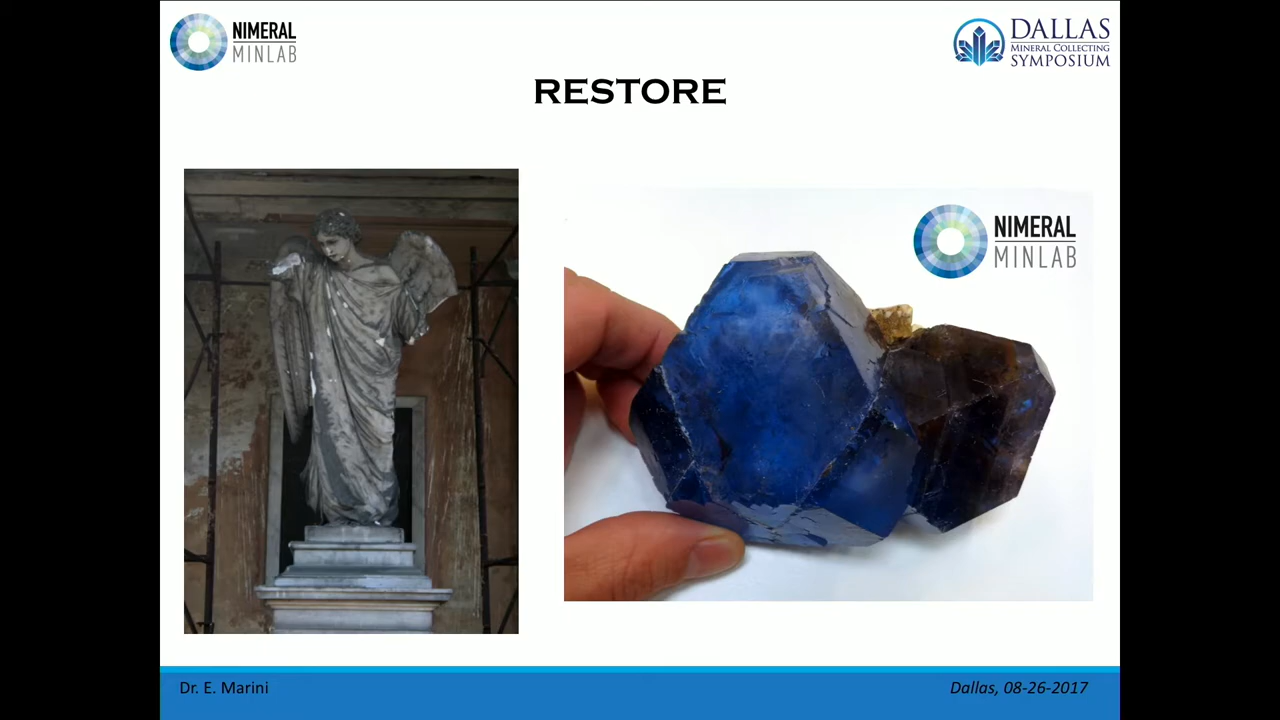 NIMERAL
MINLAB
DALLAS
MINERAL COLLECTING
SYMPOSIUM
RESTORE
NIMERAL
MINLAB
Dr. E. Marini
Dallas, 08-26-2017